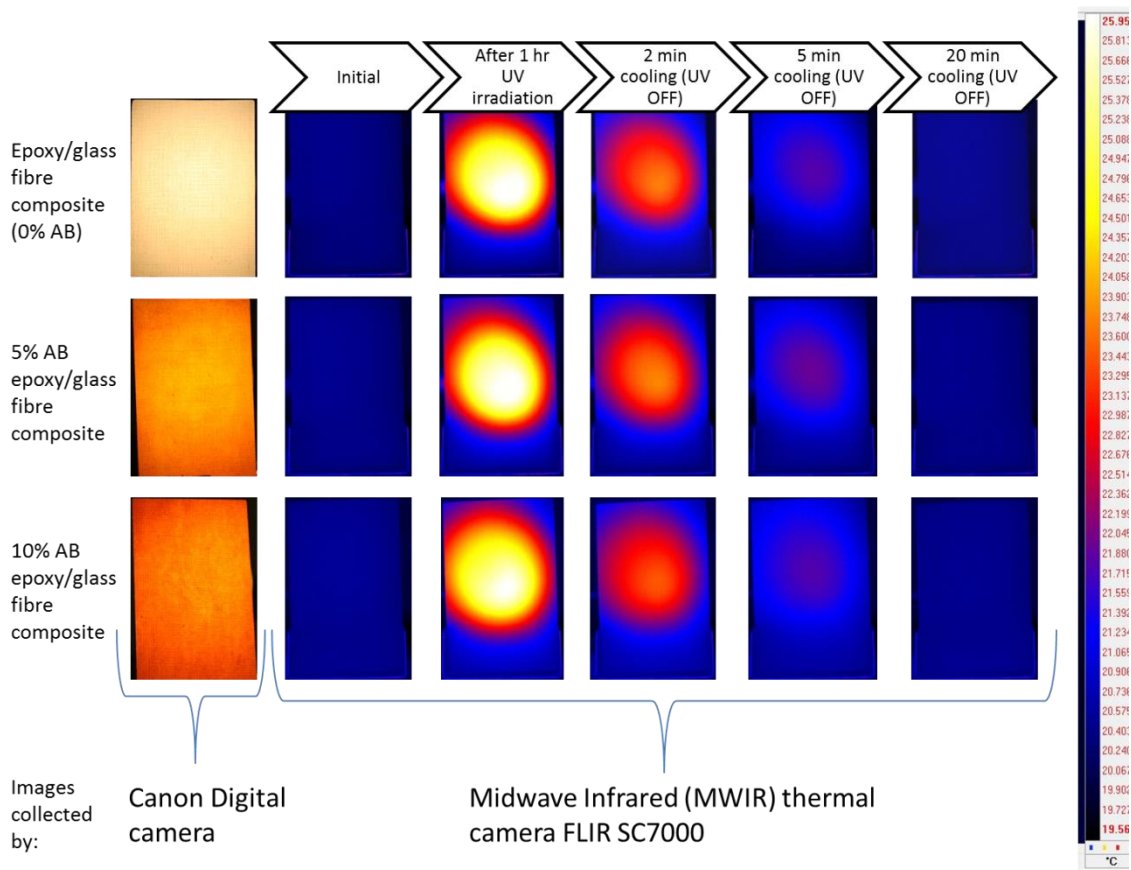 Initial
After 1 hr
UV
irradiation
2 min
cooling (UV
OFF)
5 min
cooling (UV
OFF)
20 min
cooling (UV
OFF)
Epoxy/glass
fibre
composite
(0% AB)
5% AB
epoxy/glass
fibre
composite
10% AB
epoxy/glass
fibre
composite
Images
collected
by:
Canon Digital
camera
Midwave Infrared (MWIR) thermal
camera FLIR SC7000
25.95
25.813
25.666
25.527
25.378
25.238
25.088
24.947
24.796
24.653
24.501
24.357
24.203
24.058
23.903
23.748
23.600
23.443
23.295
23.137
22.987
22.827
22.676
22.514
22.362
22.199
22.045
21.880
21.715
21.559
21.392
21.234
21.065
20.906
20.736
20.575
20.403
20.240
20.067
19.902
19.727
19.56
°C